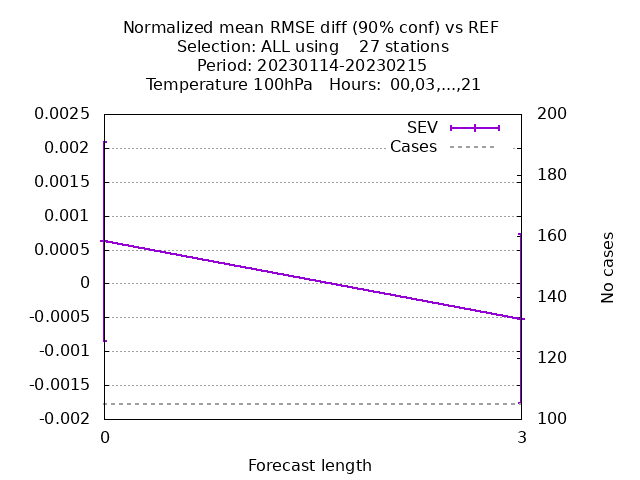 Normalized mean RMSE diff (90% conf) vs REF
Selection: ALL using    27 stations
Period: 20230114-20230215
Temperature 100hPa   Hours:  00,03,...,21
SEV
Cases
0.0025
0.002
0.0015
0.001
0.0005
0
-0.0005
-0.001
-0.0015
-0.002
200
180
160
140
120
100
No cases
0
3
Forecast length